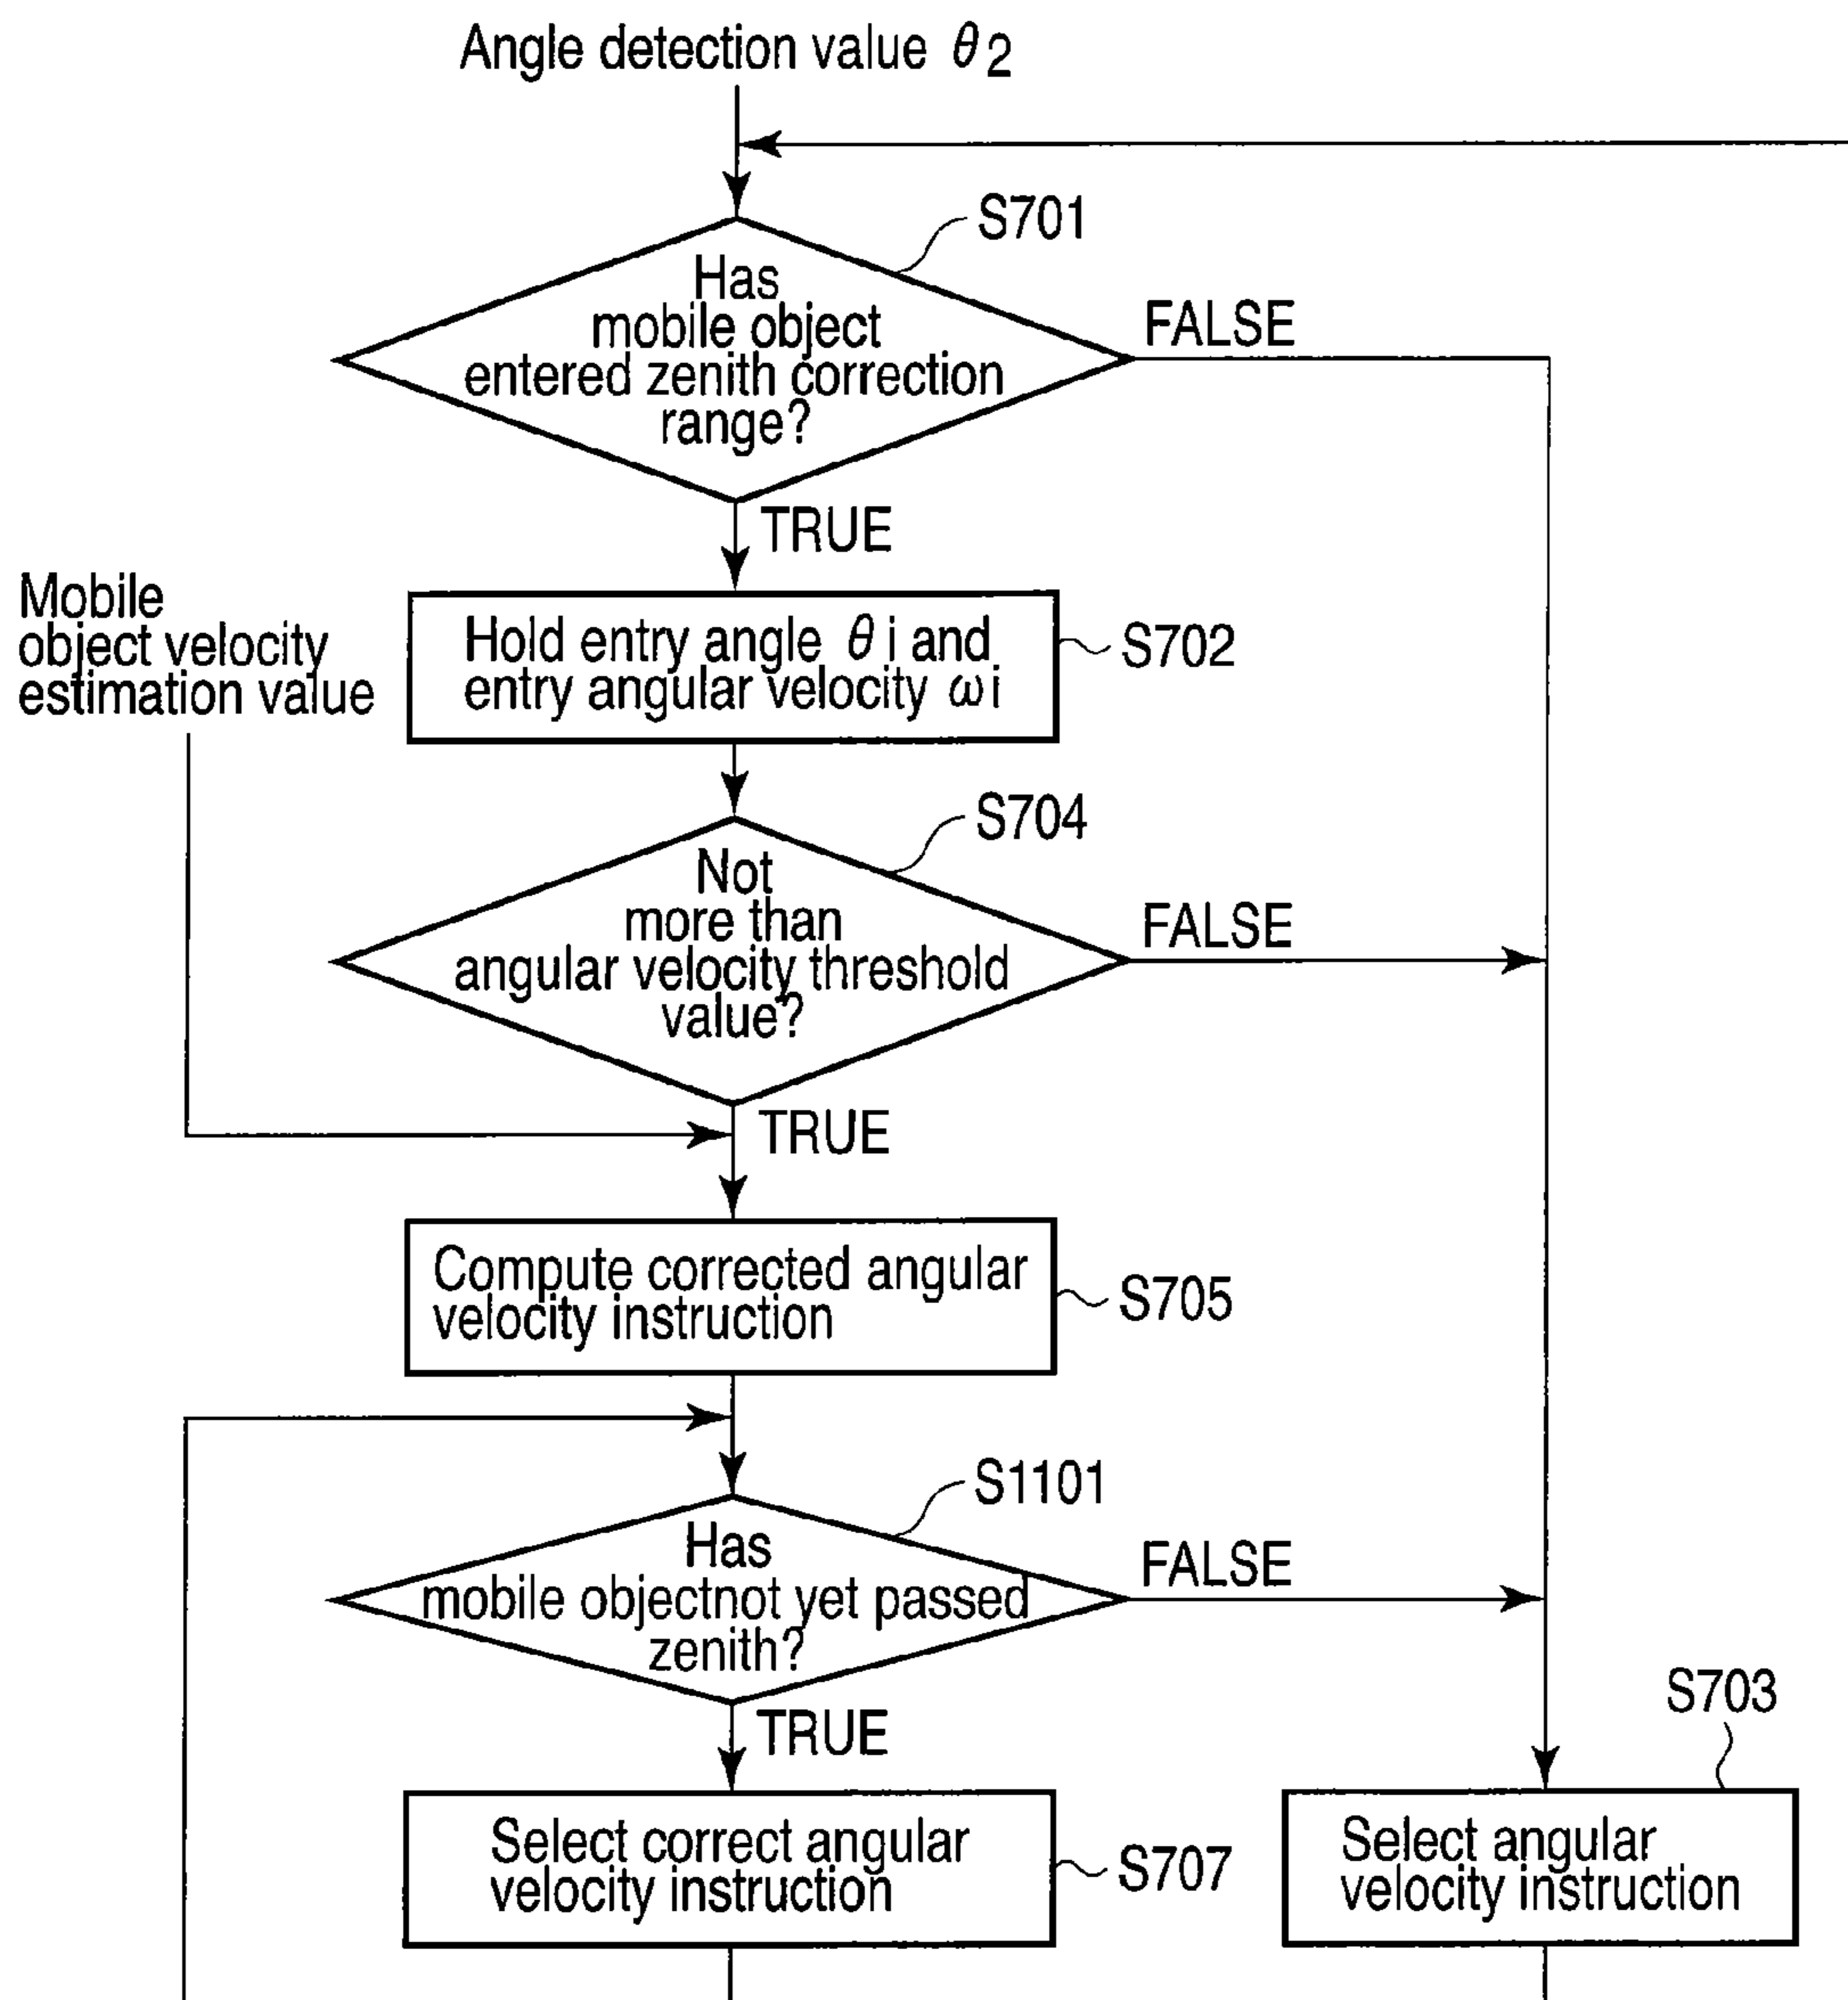 Angle detection value θ2
S701
Has
mobile object
entered zenith correction
range?
FALSE
TRUE
Mobile
object velocity
estimation value
Hold entry angle θi and
entry angular velocity ωi
S702
S704
Not
more than
angular velocity threshold
value?
FALSE
TRUE
Compute corrected angular
velocity instruction
S705
S1101
Has
mobile objectnot yet passed
zenith?
FALSE
TRUE
S703
Select correct angular
velocity instruction
S707
Select angular
velocity instruction